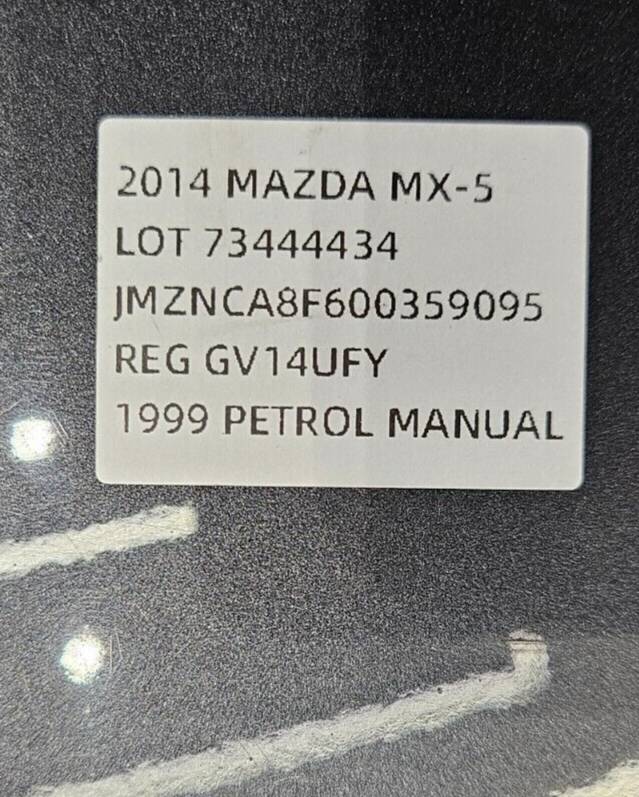 2014 MAZDA MX-5
LOT 73444434
JMZNCA8F600359095
REG GV14UFY
1999 PETROL MANUAL